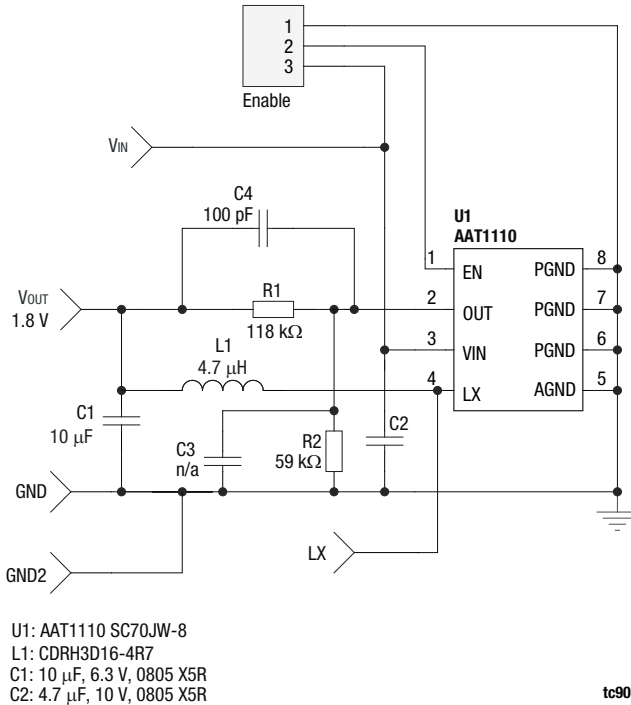 1
2
3
Enable
VIN
C4
100 pF
U1
AAT1110
1
EN
PGND
8
VOUT
1.8 V
R1
118 kΩ
2
OUT
PGND
7
L1
4.7 μH
3
VIN
PGND
6
4
LX
AGND
5
C1
10 μF
C3
n/a
R2
59 kΩ
C2
GND
LX
GND2
U1: AAT1110 SC70JW-8
L1: CDRH3D16-4R7
C1: 10 μF, 6.3 V, 0805 X5R
C2: 4.7 μF, 10 V, 0805 X5R
tc90